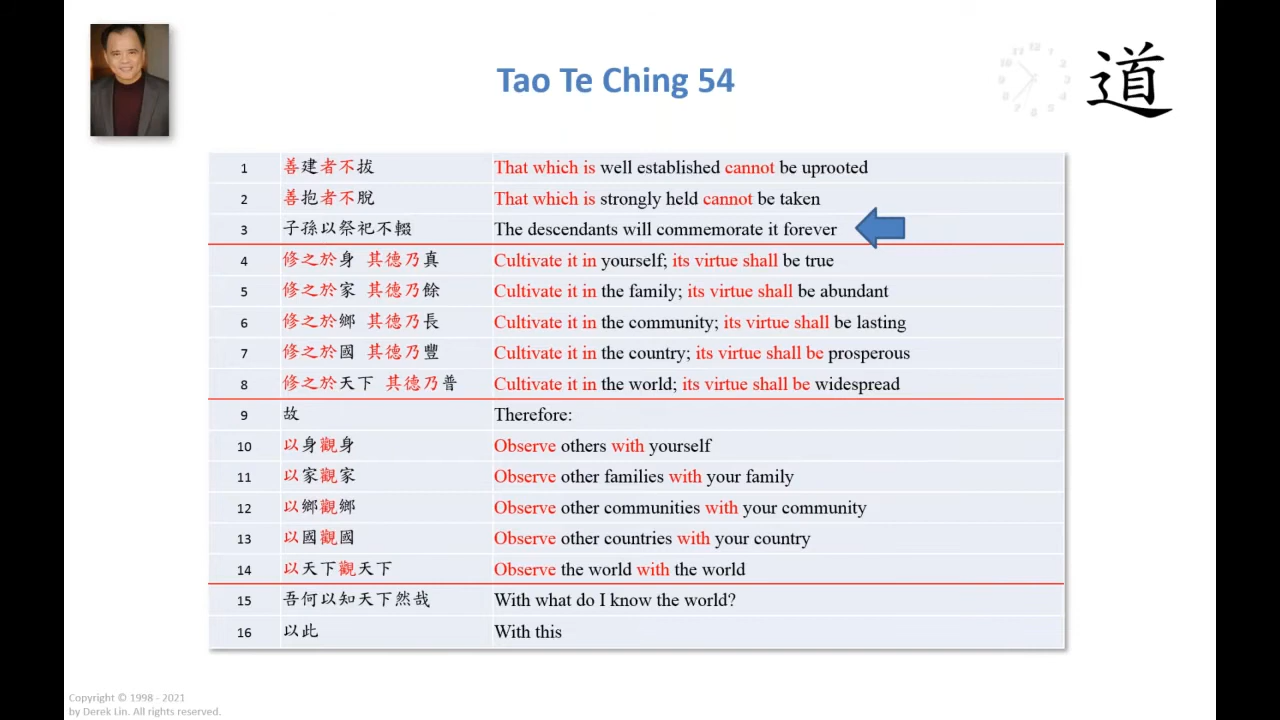 Tao Te Ching 54
道
1 善建者不拔 That which is well established cannot be uprooted
2 善抱者不脫 That which is strongly held cannot be taken
3 子孫以祭祀不輟 The descendants will commemorate it forever
4 修之於身 其德乃真 Cultivate it in yourself; its virtue shall be true
5 修之於家 其德乃餘 Cultivate it in the family; its virtue shall be abundant
6 修之於鄉 其德乃長 Cultivate it in the community; its virtue shall be lasting
7 修之於國 其德乃豐 Cultivate it in the country; its virtue shall be prosperous
8 修之於天下 其德乃普 Cultivate it in the world; its virtue shall be widespread
9 故 Therefore:
10 以身觀身 Observe others with yourself
11 以家觀家 Observe other families with your family
12 以鄉觀鄉 Observe other communities with your community
13 以國觀國 Observe other countries with your country
14 以天下觀天下 Observe the world with the world
15 吾何以知天下然哉 With what do I know the world?
16 以此 With this
Copyright © 1998 - 2021
by Derek Lin. All rights reserved.